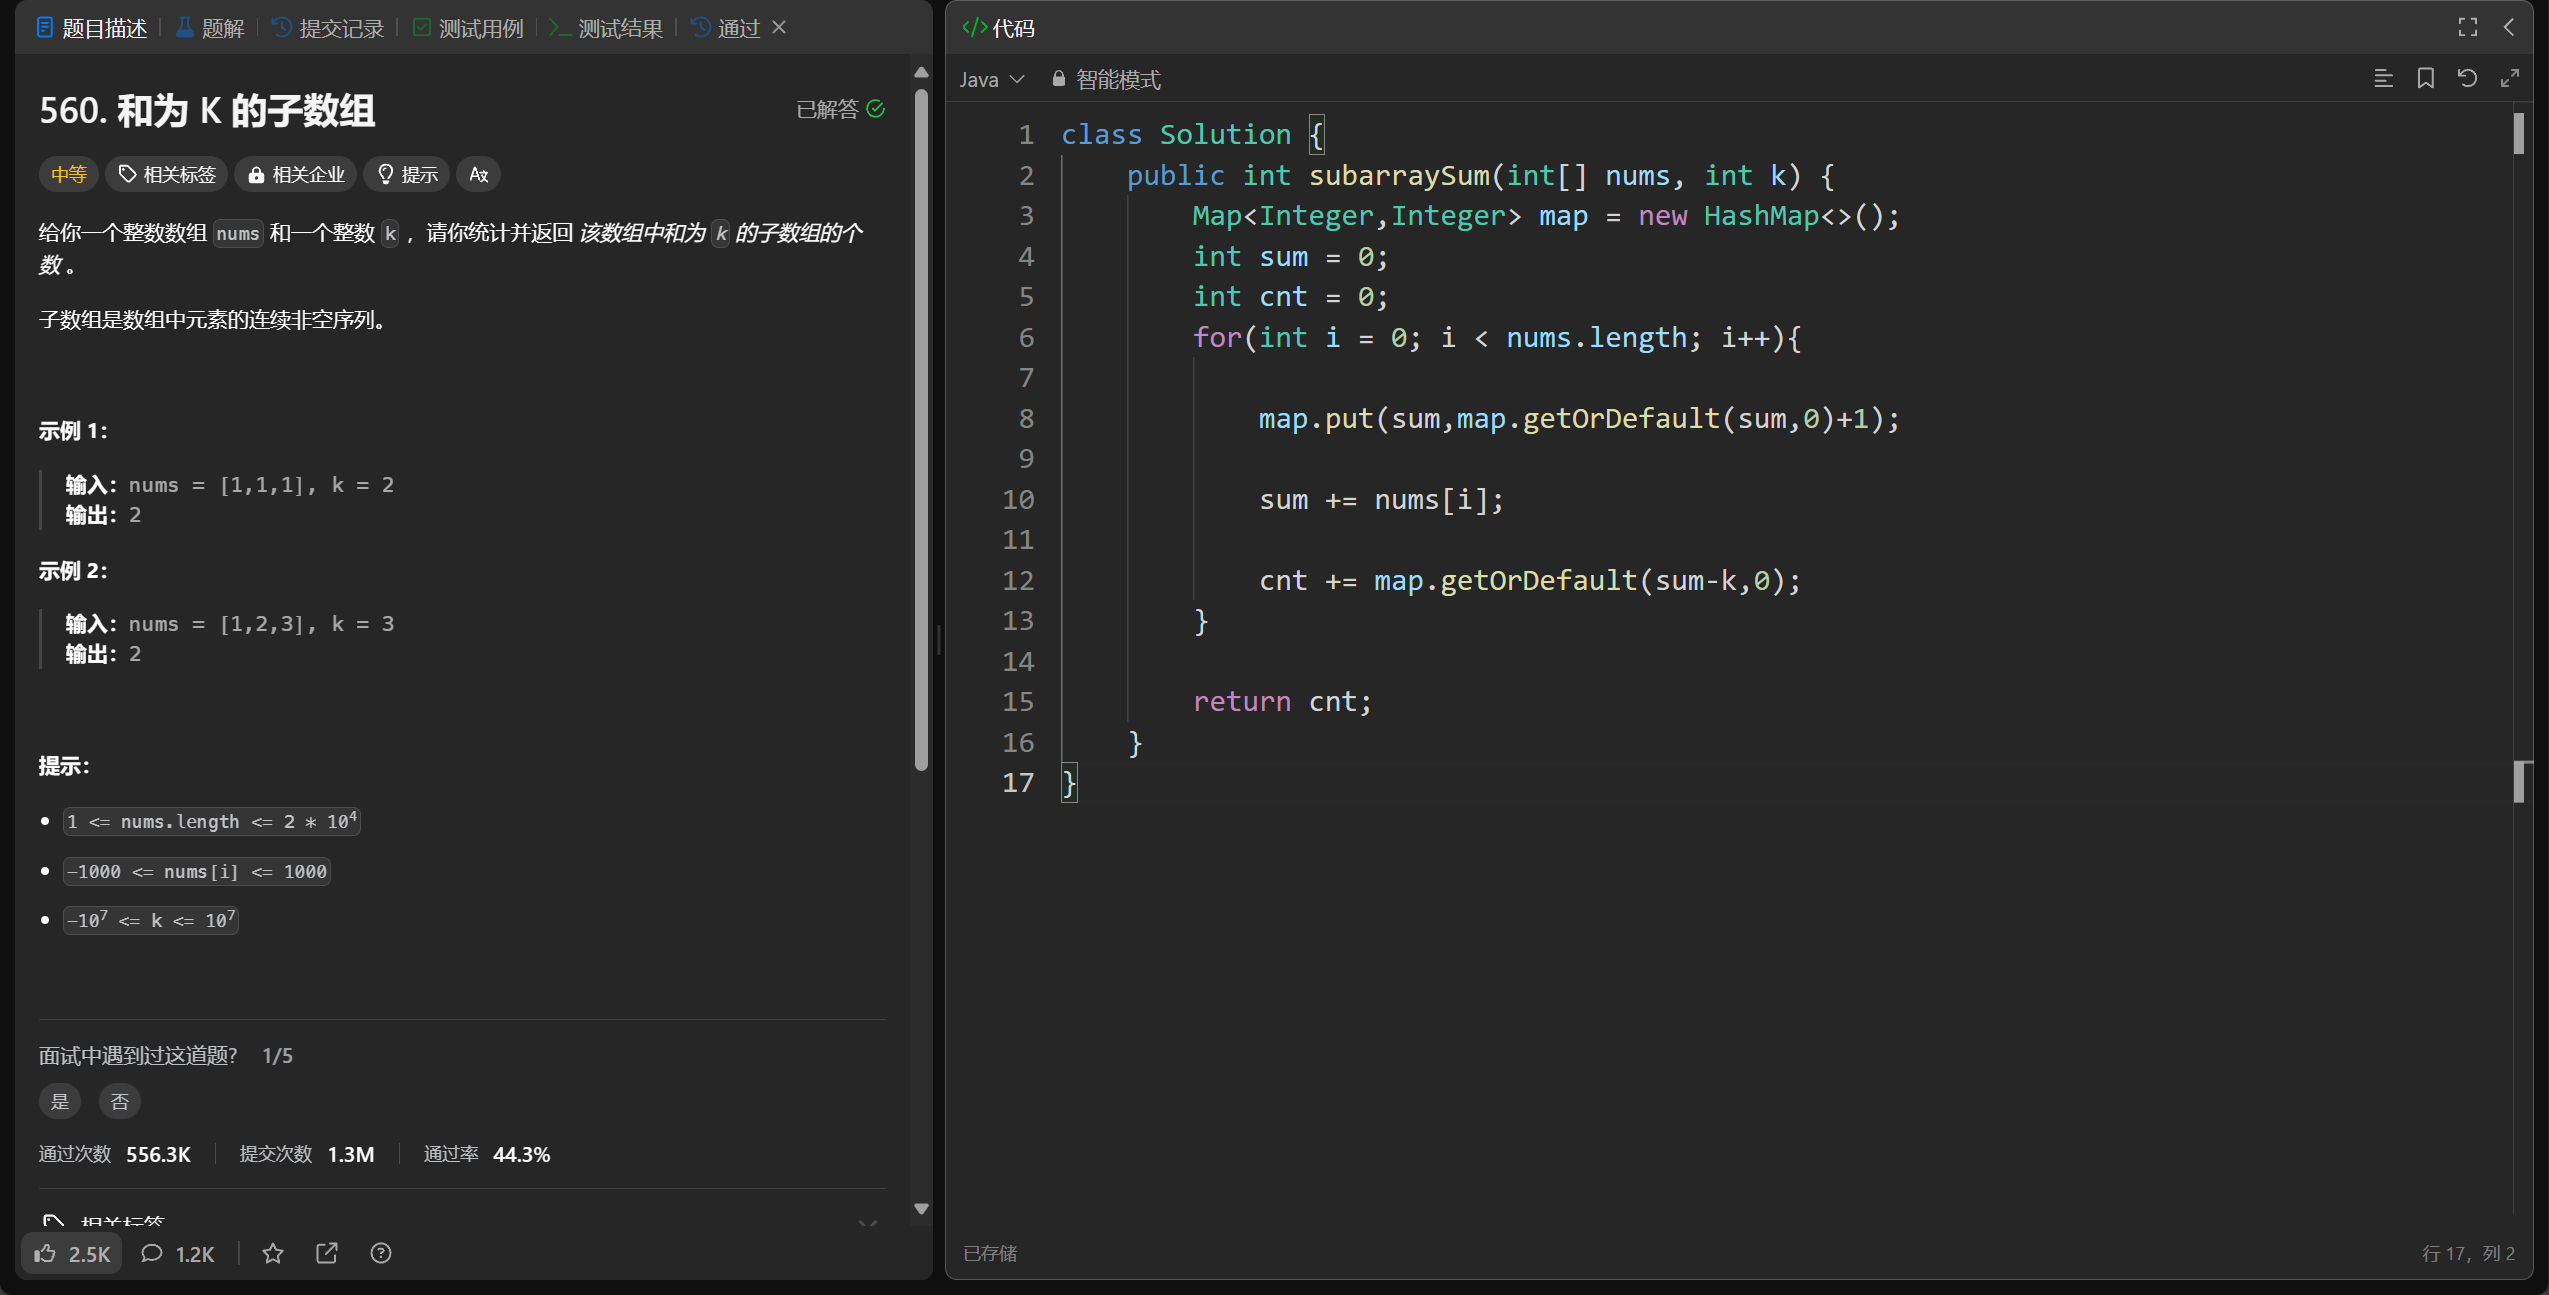 题目描述 | 题解 | 提交记录 | 测试用例 | 测试结果 | 通过 ×
560. 和为 K 的子数组
已解答
中等 相关标签 相关企业 提示 Ax
给你一个整数数组 nums 和一个整数 k ，请你统计并返回 该数组中和为 k 的子数组的个
数 。
子数组是数组中元素的连续非空序列。
示例 1：
输入：nums = [1,1,1], k = 2
输出：2
示例 2：
输入：nums = [1,2,3], k = 3
输出：2
提示：
1 <= nums.length <= 2 * 10⁴
-1000 <= nums[i] <= 1000
-10⁷ <= k <= 10⁷
面试中遇到过这道题? 1/5
是 否
通过次数 556.3K 提交次数 1.3M 通过率 44.3%
相关标签
2.5K 1.2K
</> 代码
Java 智能模式
1 class Solution {
2     public int subarraySum(int[] nums, int k) {
3         Map<Integer,Integer> map = new HashMap<>();
4         int sum = 0;
5         int cnt = 0;
6         for(int i = 0; i < nums.length; i++){
7
8             map.put(sum,map.getOrDefault(sum,0)+1);
9
10             sum += nums[i];
11
12             cnt += map.getOrDefault(sum-k,0);
13         }
14
15         return cnt;
16     }
17 }
已存储
行 17，列 2